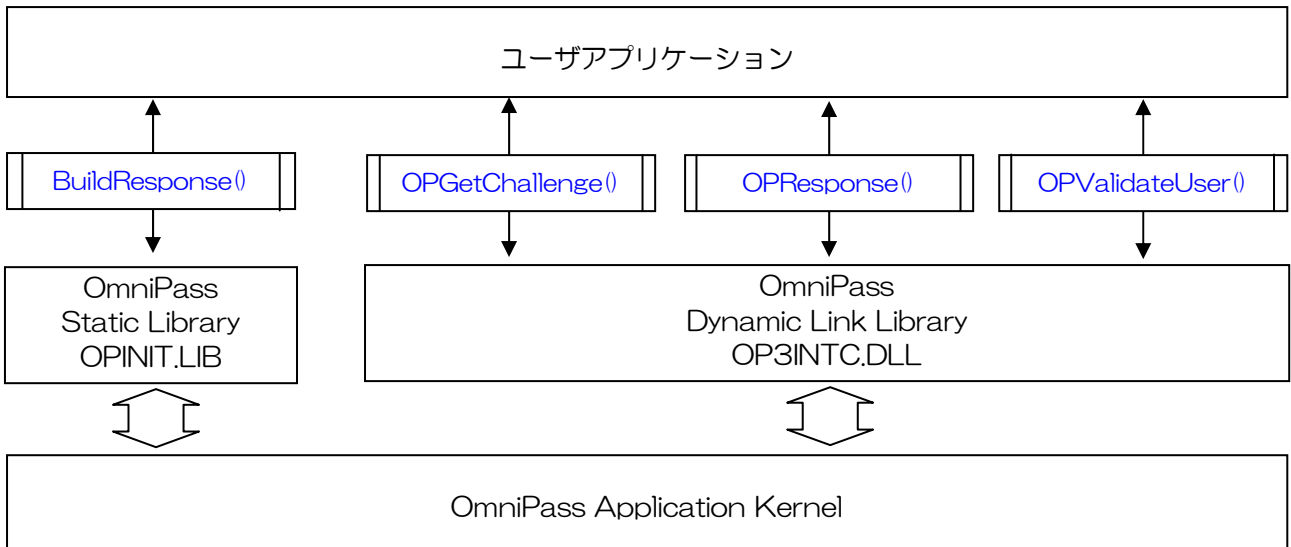 ユーザアプリケーション
BuildResponse()
OPGetChallenge()
OPResponse()
OPValidateUser()
OmniPass
Static Library
OPINIT.LIB
OmniPass
Dynamic Link Library
OP3INTC.DLL
OmniPass Application Kernel